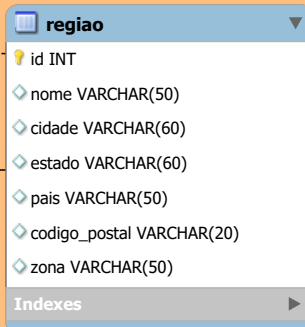 regiao
id INT
nome VARCHAR(50)
cidade VARCHAR(60)
estado VARCHAR(60)
pais VARCHAR(50)
codigo_postal VARCHAR(20)
zona VARCHAR(50)
Indexes